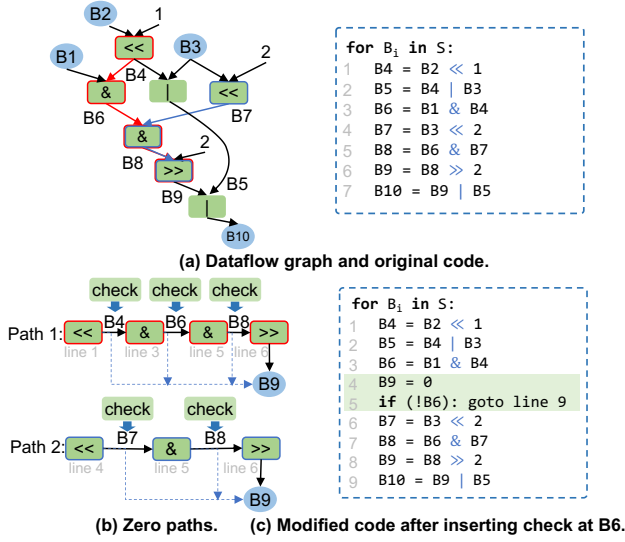 B2
1
<<
B1
B3
2
B4
&
|
<<
B6
B7
&
B8
2
>>
B5
B9
|
B10
for Bi in S:
1 B4 = B2 ≪ 1
2 B5 = B4 | B3
3 B6 = B1 & B4
4 B7 = B3 ≪ 2
5 B8 = B6 & B7
6 B9 = B8 ≫ 2
7 B10 = B9 | B5
(a) Dataflow graph and original code.
check check check
B4 B6 B8
Path 1: << & & >>
line 1 line 3 line 5 line 6
B9
check check
B7 B8
Path 2: << & >>
line 4 line 5 line 6
B9
(b) Zero paths.
for Bi in S:
1 B4 = B2 ≪ 1
2 B5 = B4 | B3
3 B6 = B1 & B4
4 B9 = 0
5 if (!B6): goto line 9
6 B7 = B3 ≪ 2
7 B8 = B6 & B7
8 B9 = B8 ≫ 2
9 B10 = B9 | B5
(c) Modified code after inserting check at B6.